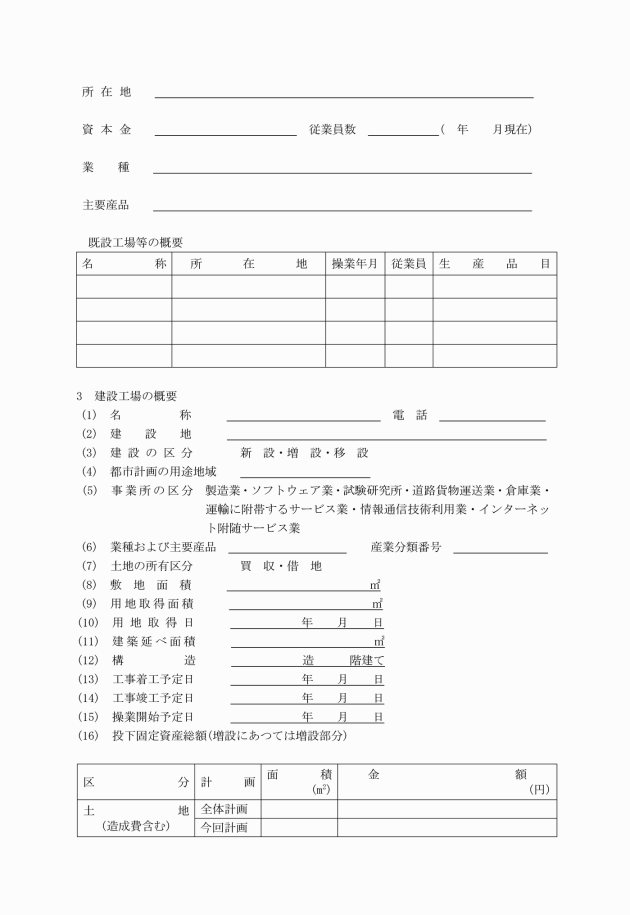 所在地
資本金 従業員数 ( 年 月現在)
業種
主要産品
既設工場等の概要
名称 所在地 操業年月 従業員 生産品目
3 建設工場の概要
(1) 名称 電話
(2) 建設地
(3) 建設の区分 新設・増設・移設
(4) 都市計画の用途地域
(5) 事業所の区分 製造業・ソフトウェア業・試験研究所・道路貨物運送業・倉庫業・
運輸に附帯するサービス業・情報通信技術利用業・インターネッ
ト附随サービス業
(6) 業種および主要産品 産業分類番号
(7) 土地の所有区分 買収・借地
(8) 敷地面積 ㎡
(9) 用地取得面積 ㎡
(10) 用地取得日 年 月 日
(11) 建築延べ面積 ㎡
(12) 構造 造 階建て
(13) 工事着工予定日 年 月 日
(14) 工事竣工予定日 年 月 日
(15) 操業開始予定日 年 月 日
(16) 投下固定資産総額(増設にあつては増設部分)
区分 計画 面積 金額
(㎡) (円)
土地 全体計画
(造成費含む) 今回計画